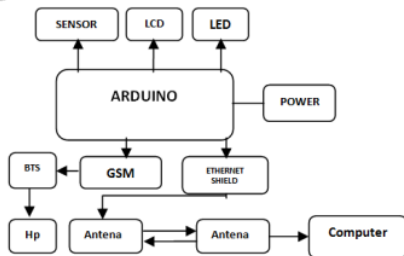 SENSOR
LCD
LED
ARDUINO
POWER
BTS
GSM
ETHERNET
SHIELD
Hp
Antena
Antena
Computer